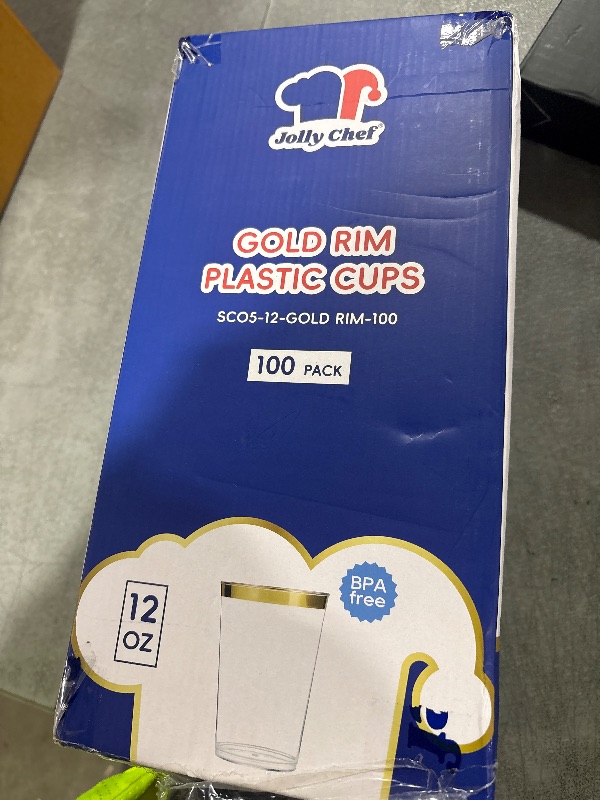 Jolly Chef®
GOLD RIM
PLASTIC CUPS
SCO5-12-GOLD RIM-100
100 PACK
BPA
free
12
OZ